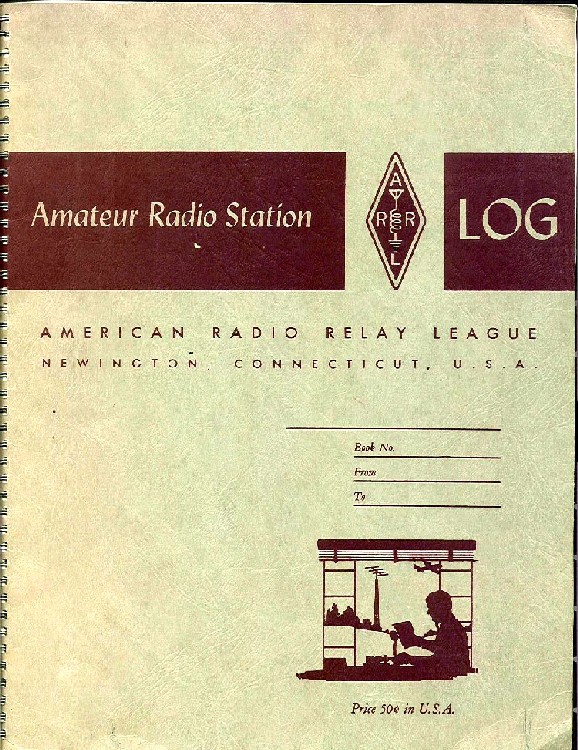 Amateur Radio Station
A
R R
L
LOG
AMERICAN RADIO RELAY LEAGUE
NEWINGTON, CONNECTICUT, U.S.A.
Book No.
From
To
Price 50¢ in U.S.A.